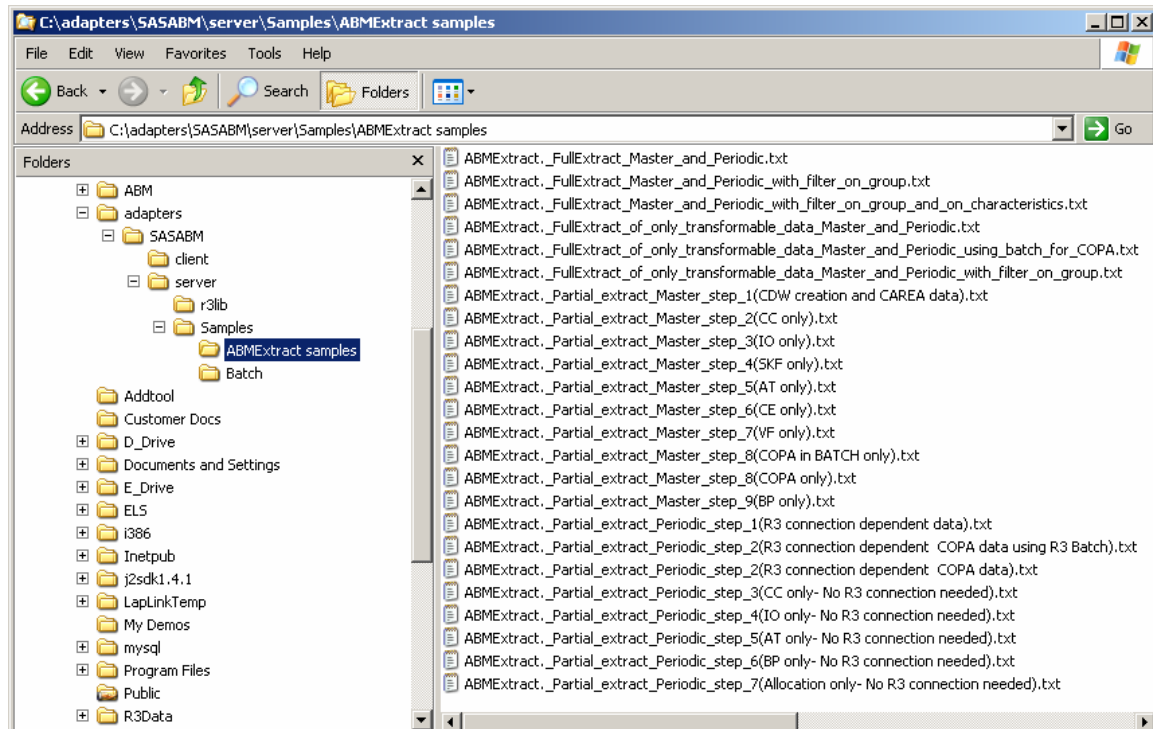 C:\adapters\SASABM\server\Samples\ABMExtract samples
File Edit View Favorites Tools Help
Back Search Folders
Address C:\adapters\SASABM\server\Samples\ABMExtract samples Go
Folders
ABM
adapters
SASABM
client
server
r3lib
Samples
ABMExtract samples
Batch
Addtool
Customer Docs
D_Drive
Documents and Settings
E_Drive
ELS
i386
Inetpub
j2sdk1.4.1
LapLinkTemp
My Demos
mysql
Program Files
Public
R3Data
ABMExtract._FullExtract_Master_and_Periodic.txt
ABMExtract._FullExtract_Master_and_Periodic_with_filter_on_group.txt
ABMExtract._FullExtract_Master_and_Periodic_with_filter_on_group_and_on_characteristics.txt
ABMExtract._FullExtract_of_only_transformable_data_Master_and_Periodic.txt
ABMExtract._FullExtract_of_only_transformable_data_Master_and_Periodic_using_batch_for_COPA.txt
ABMExtract._FullExtract_of_only_transformable_data_Master_and_Periodic_with_filter_on_group.txt
ABMExtract._Partial_extract_Master_step_1(CDW creation and CAREA data).txt
ABMExtract._Partial_extract_Master_step_2(CC only).txt
ABMExtract._Partial_extract_Master_step_3(IO only).txt
ABMExtract._Partial_extract_Master_step_4(SKF only).txt
ABMExtract._Partial_extract_Master_step_5(AT only).txt
ABMExtract._Partial_extract_Master_step_6(CE only).txt
ABMExtract._Partial_extract_Master_step_7(VF only).txt
ABMExtract._Partial_extract_Master_step_8(COPA in BATCH only).txt
ABMExtract._Partial_extract_Master_step_8(COPA only).txt
ABMExtract._Partial_extract_Master_step_9(BP only).txt
ABMExtract._Partial_extract_Periodic_step_1(R3 connection dependent data).txt
ABMExtract._Partial_extract_Periodic_step_2(R3 connection dependent  COPA data using R3 Batch).txt
ABMExtract._Partial_extract_Periodic_step_2(R3 connection dependent  COPA data).txt
ABMExtract._Partial_extract_Periodic_step_3(CC only- No R3 connection needed).txt
ABMExtract._Partial_extract_Periodic_step_4(IO only- No R3 connection needed).txt
ABMExtract._Partial_extract_Periodic_step_5(AT only- No R3 connection needed).txt
ABMExtract._Partial_extract_Periodic_step_6(BP only- No R3 connection needed).txt
ABMExtract._Partial_extract_Periodic_step_7(Allocation only- No R3 connection needed).txt